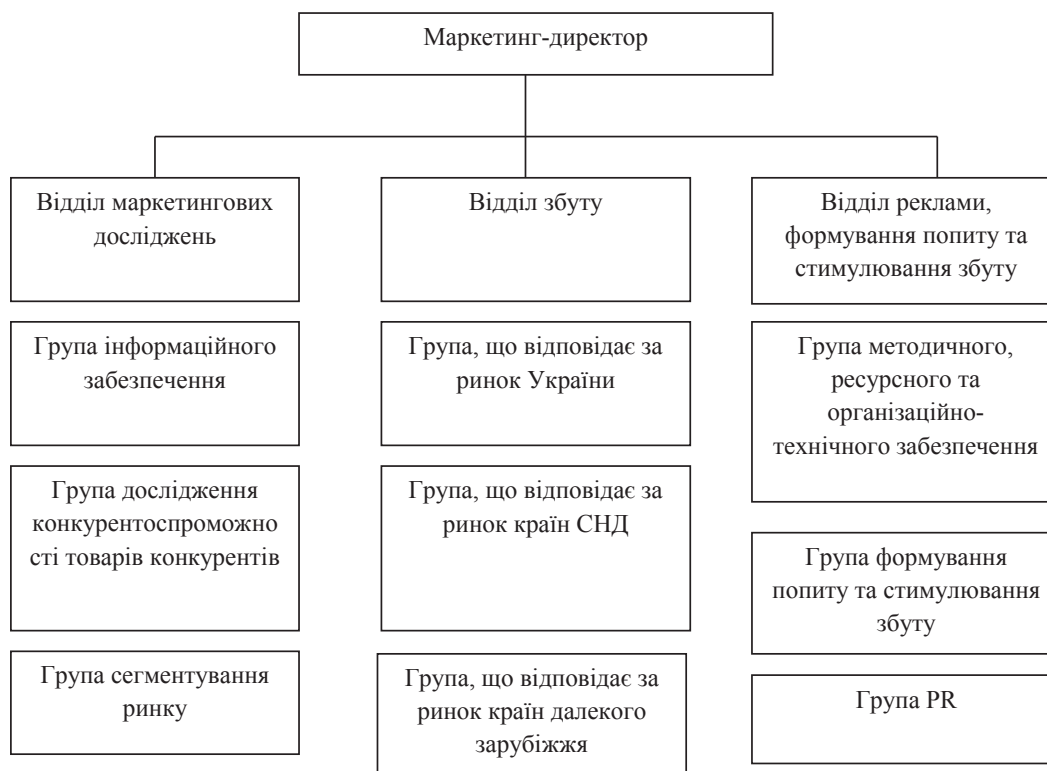 Маркетинг-директор
Відділ маркетингових
досліджень
Відділ збуту
Відділ реклами,
формування попиту та
стимулювання збуту
Група інформаційного
забезпечення
Група, що відповідає за
ринок України
Група методичного,
ресурсного та
організаційно-
технічного забезпечення
Група дослідження
конкурентоспроможно
сті товарів конкурентів
Група, що відповідає за
ринок країн СНД
Група формування
попиту та стимулювання
збуту
Група сегментування
ринку
Група, що відповідає за
ринок країн далекого
зарубіжжя
Група PR